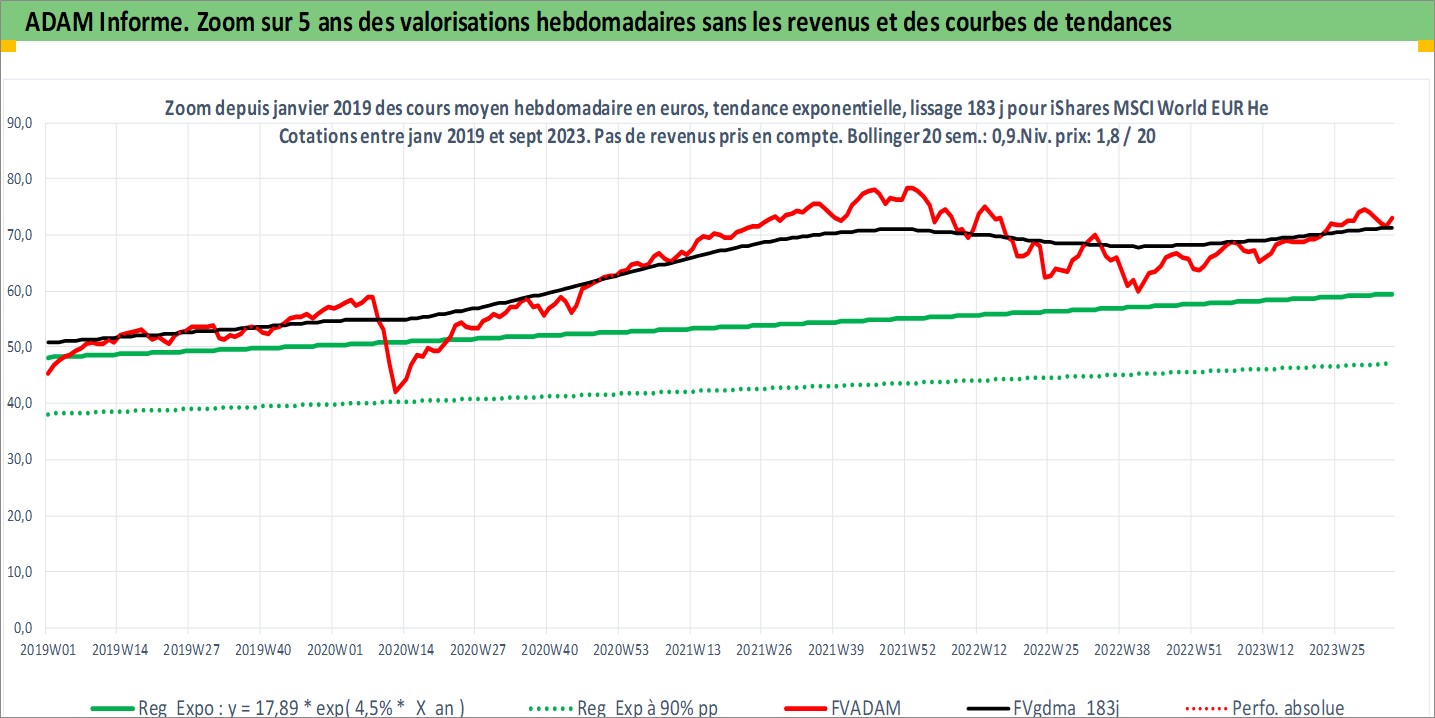 ADAM Informe. Zoom sur 5 ans des valorisations hebdomadaires sans les revenus et des courbes de tendances
Zoom depuis janvier 2019 des cours moyen hebdomadaire en euros, tendance exponentielle, lissage 183 j pour iShares MSCI World EUR He
Cotations entre janv 2019 et sept 2023. Pas de revenus pris en compte. Bollinger 20 sem.: 0,9.Niv. prix: 1,8 / 20
90,0
80,0
70,0
60,0
50,0
40,0
30,0
20,0
10,0
0,0
2019W01 2019W14 2019W27 2019W40 2020W01 2020W14 2020W27 2020W40 2020W53 2021W13 2021W26 2021W39 2021W52 2022W12 2022W25 2022W38 2022W51 2023W12 2023W25
Reg Expo : y = 17,89 * exp( 4,5% * X an ) Reg Exp à 90% pp FVADAM FVgdma 183j Perfo. absolue